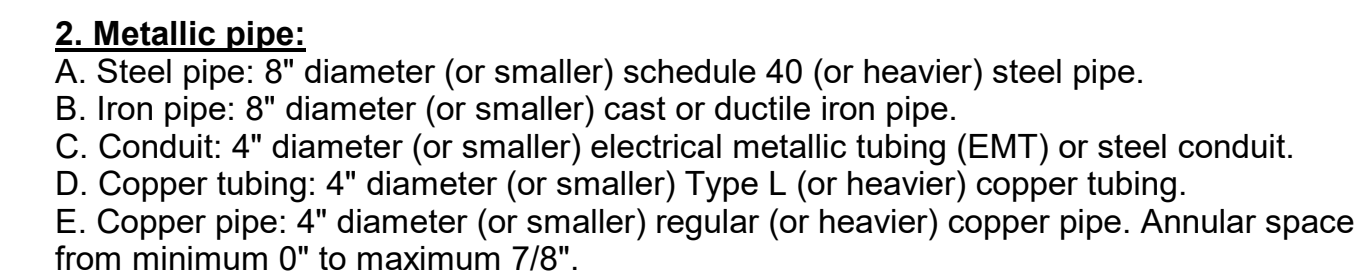 2. Metallic pipe:
A. Steel pipe: 8" diameter (or smaller) schedule 40 (or heavier) steel pipe.
B. Iron pipe: 8" diameter (or smaller) cast or ductile iron pipe.
C. Conduit: 4" diameter (or smaller) electrical metallic tubing (EMT) or steel conduit.
D. Copper tubing: 4" diameter (or smaller) Type L (or heavier) copper tubing.
E. Copper pipe: 4" diameter (or smaller) regular (or heavier) copper pipe. Annular space
from minimum 0" to maximum 7/8".